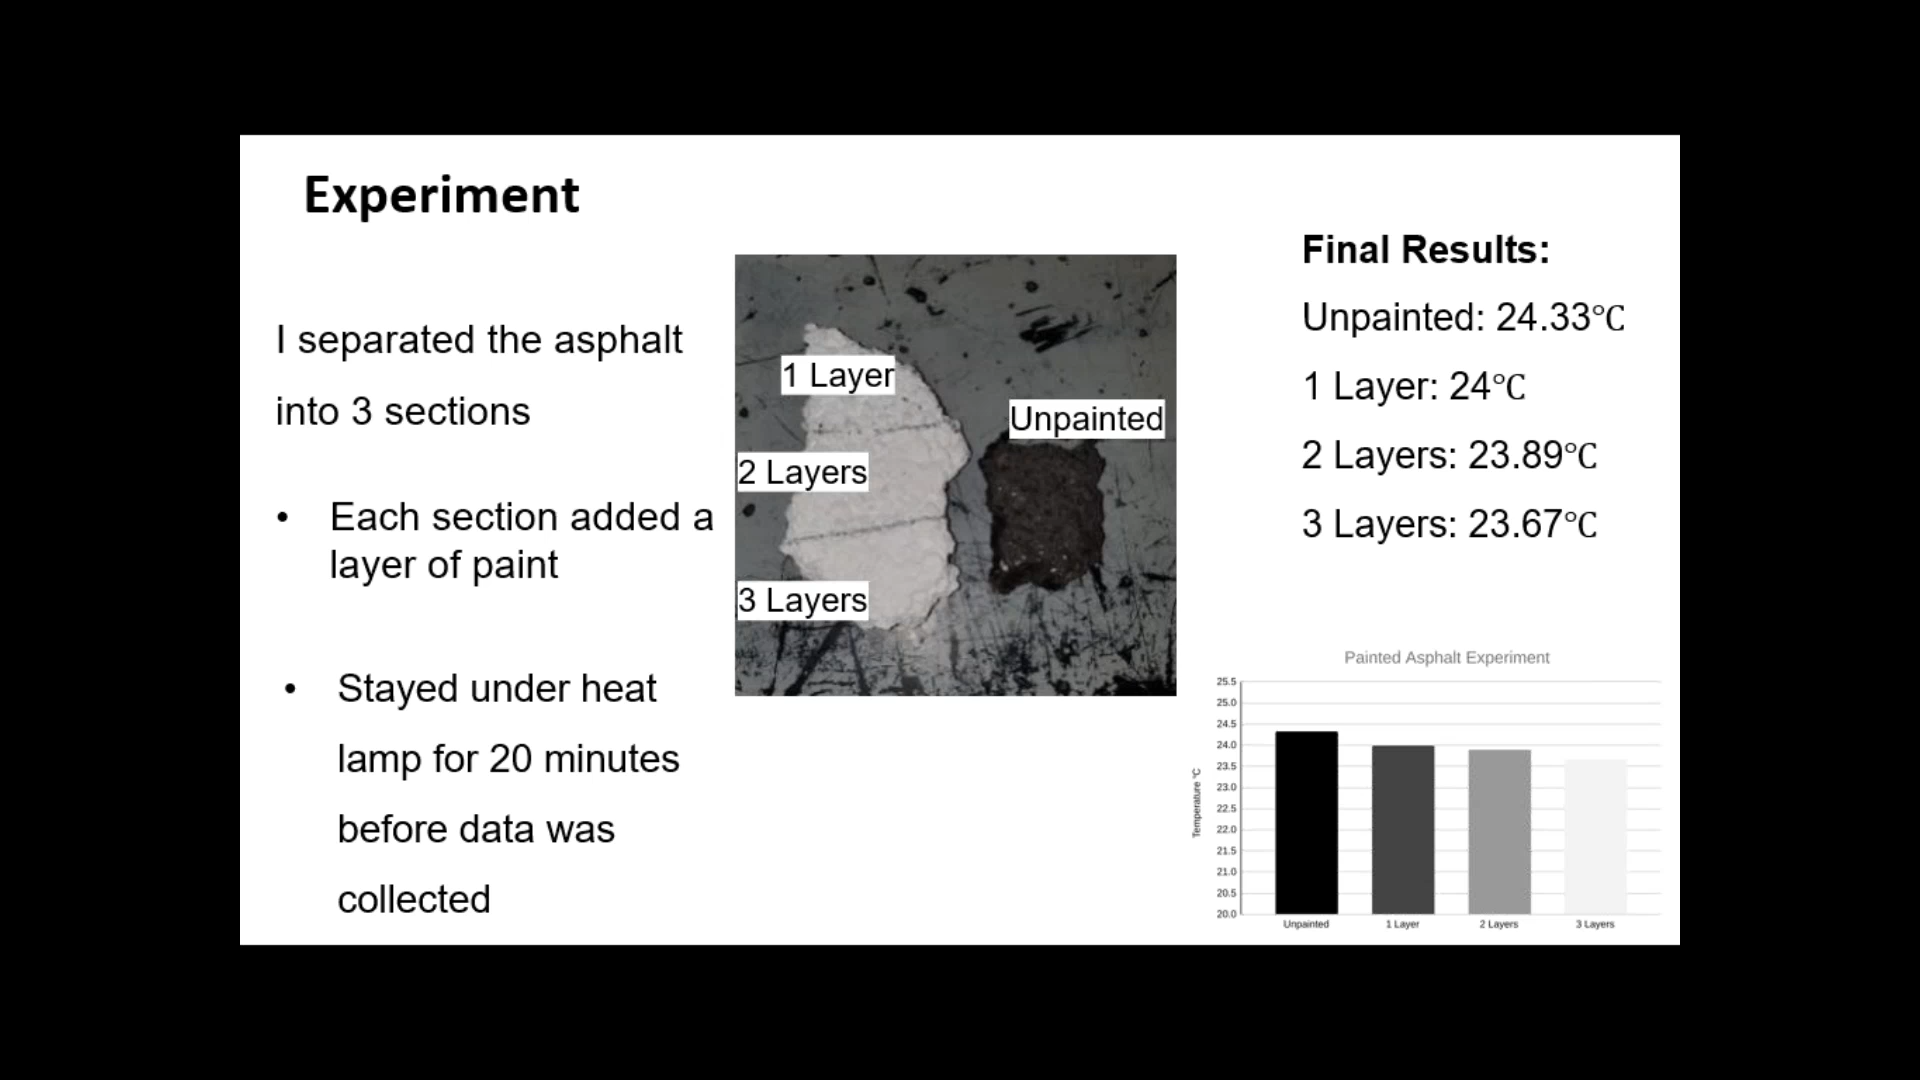 Experiment
I separated the asphalt
into 3 sections
• Each section added a
layer of paint
• Stayed under heat
lamp for 20 minutes
before data was
collected
1 Layer
Unpainted
2 Layers
3 Layers
Final Results:
Unpainted: 24.33°C
1 Layer: 24°C
2 Layers: 23.89°C
3 Layers: 23.67°C
Painted Asphalt Experiment
Temperature °C
25.5
25.0
24.5
24.0
23.5
23.0
22.5
22.0
21.5
21.0
20.5
20.0
Unpainted 1 Layer 2 Layers 3 Layers